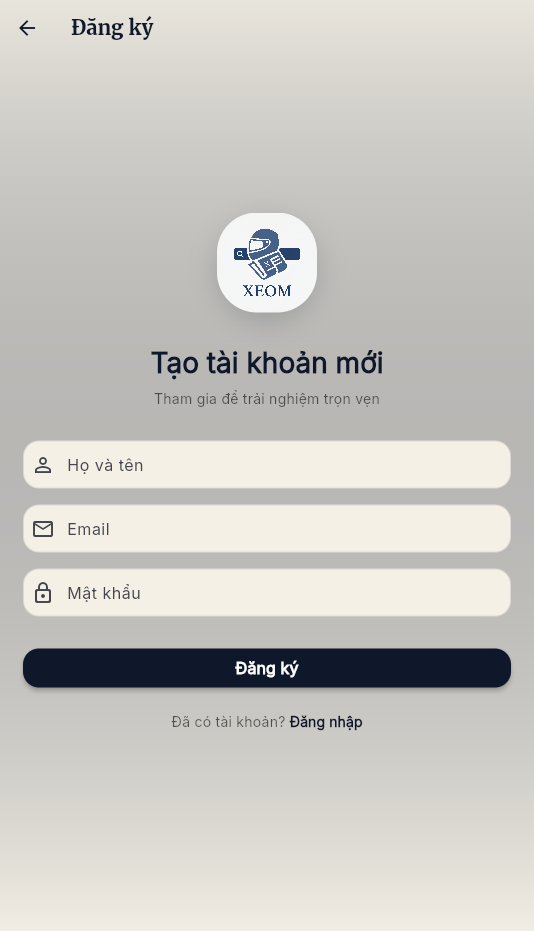 Đăng ký
XEOM
Tạo tài khoản mới
Tham gia để trải nghiệm trọn vẹn
Họ và tên
Email
Mật khẩu
Đăng ký
Đã có tài khoản? Đăng nhập